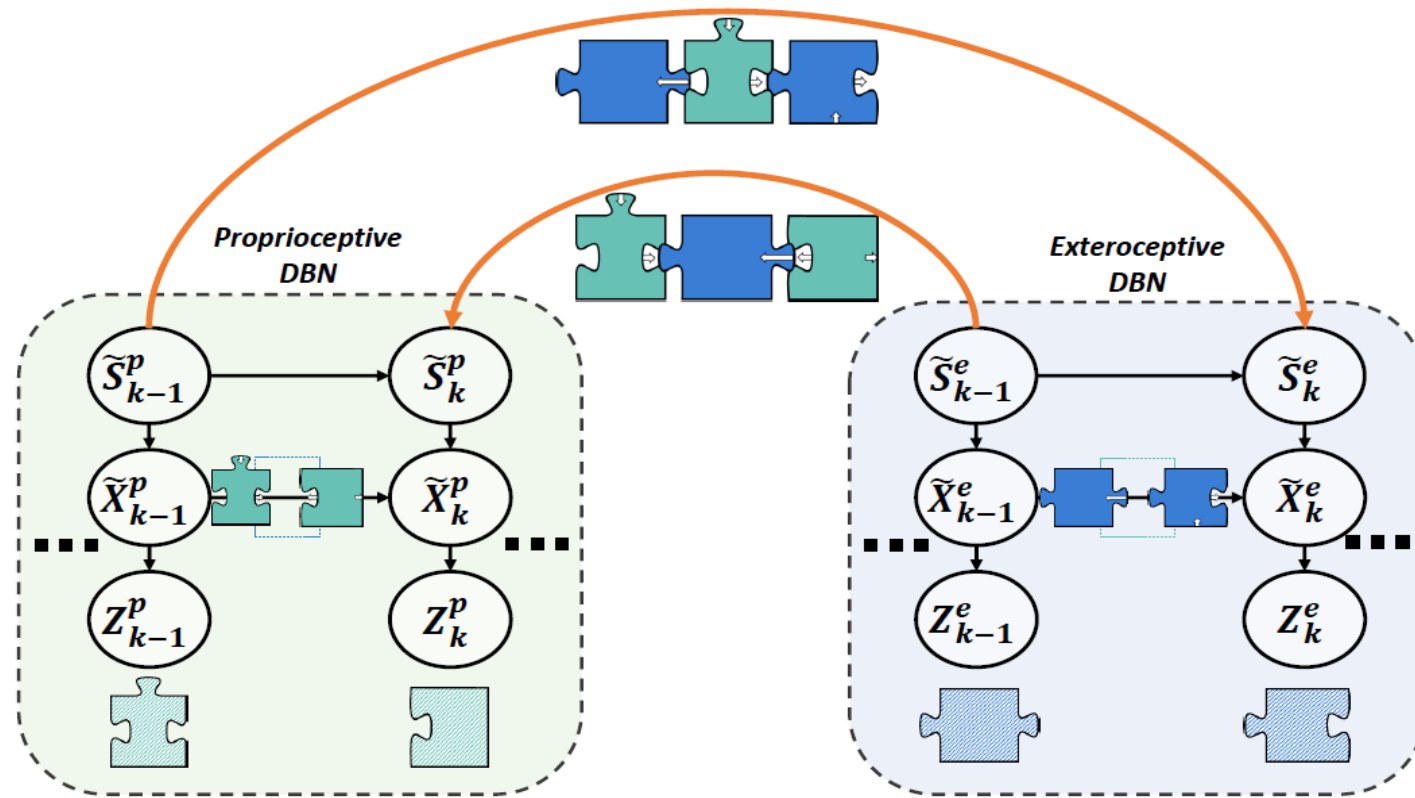 Proprioceptive
DBN
Exteroceptive
DBN
S̃ᵖₖ₋₁
S̃ᵖₖ
S̃ᵉₖ₋₁
S̃ᵉₖ
X̃ᵖₖ₋₁
X̃ᵖₖ
X̃ᵉₖ₋₁
X̃ᵉₖ
Zᵖₖ₋₁
Zᵖₖ
Zᵉₖ₋₁
Zᵉₖ